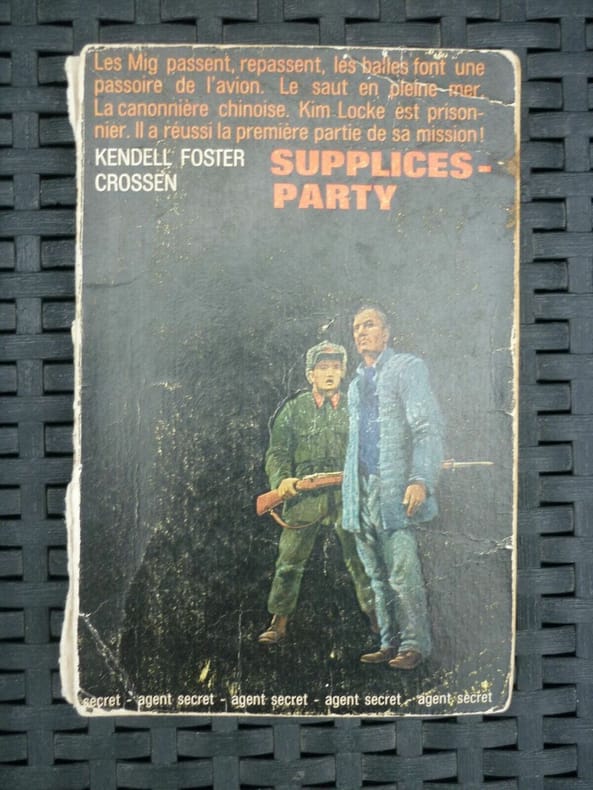 Les Mig passent, repassent, les balles font une
passoire de l'avion. Le saut en pleine mer.
La canonnière chinoise. Kim Locke est prison-
nier. Il a réussi la première partie de sa mission !
KENDELL FOSTER
CROSSEN
SUPPLICES-
PARTY
secret - agent secret - agent secret - agent secret - agent secret